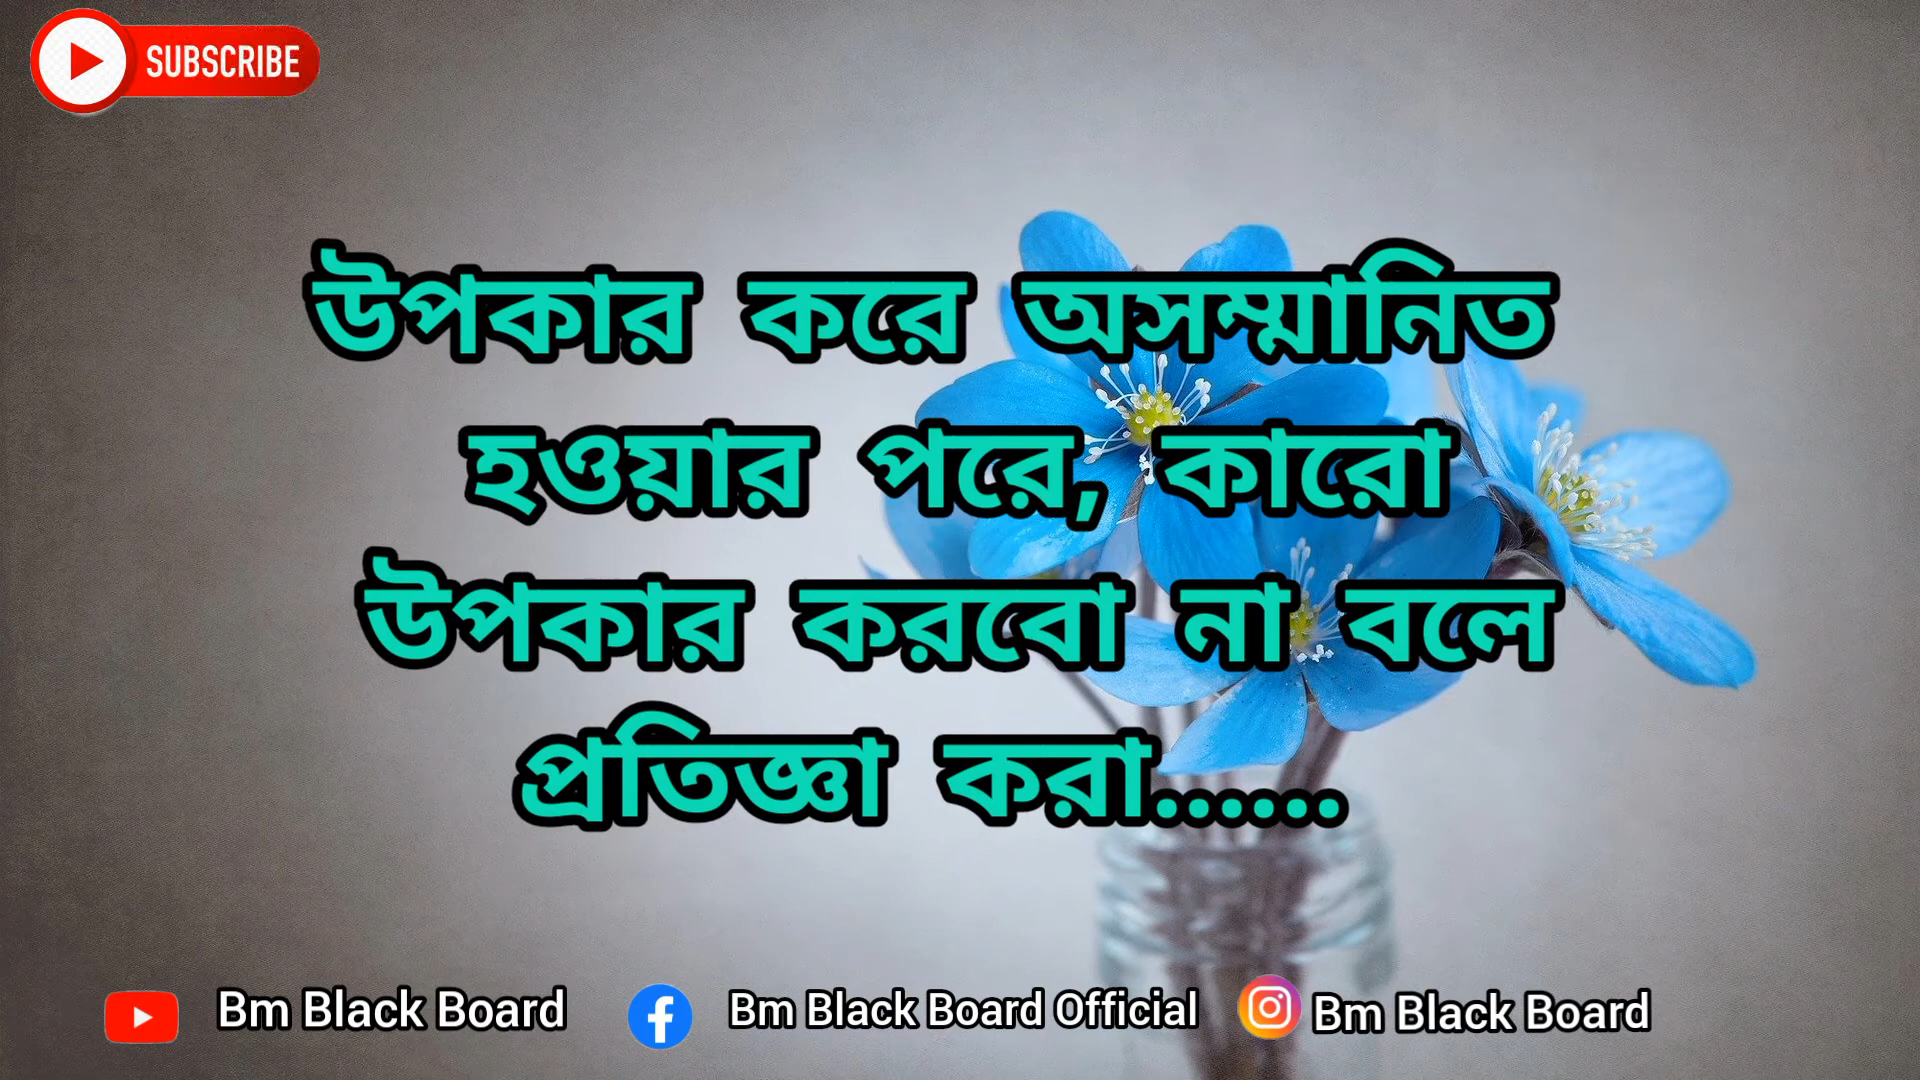 SUBSCRIBE
উপকার করে অসম্মানিত
হওয়ার পরে, কারো
উপকার করবো না বলে
প্রতিজ্ঞা করা......
Bm Black Board Bm Black Board Official Bm Black Board